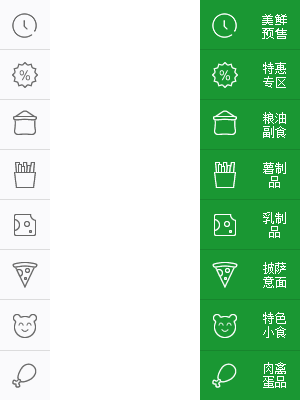 美鲜
预售
%
%
特惠
专区
粮油
副食
薯制
品
乳制
品
披萨
意面
特色
小食
肉禽
蛋品